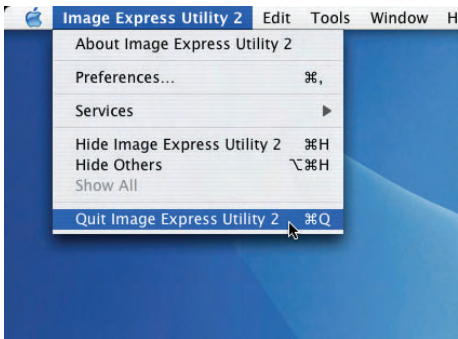 Image Express Utility 2 Edit Tools Window H
About Image Express Utility 2
Preferences... ⌘,
Services
Hide Image Express Utility 2 ⌘H
Hide Others ⌥⌘H
Show All
Quit Image Express Utility 2 ⌘Q